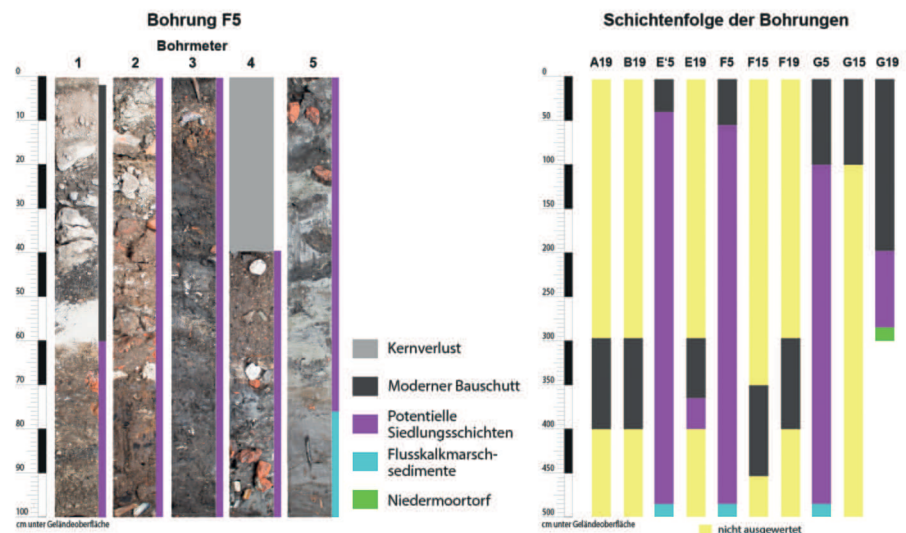 Bohrung F5
Bohrmeter
1 2 3 4 5
0
10
20
30
40
50
60
70
80
90
100
cm unter Geländeoberfläche
Kernverlust
Moderner Bauschutt
Potentielle
Siedlungsschichten
Flusskalkmarsch-
sedimente
Niedermoortorf
Schichtenfolge der Bohrungen
A19 B19 E'5 E19 F5 F15 F19 G5 G15 G19
0
50
100
150
200
250
300
350
400
450
500
cm unter Geländeoberfläche
nicht ausgewertet